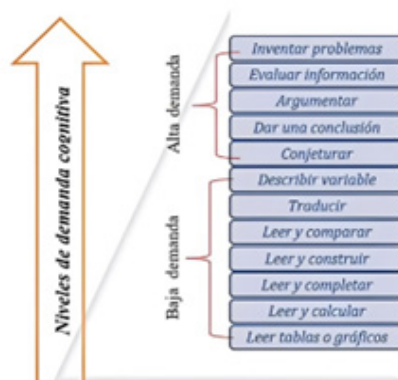 Niveles de demanda cognitiva
Alta demanda
Baja demanda
Inventar problemas
Evaluar información
Argumentar
Dar una conclusión
Conjeturar
Describir variable
Traducir
Leer y comparar
Leer y construir
Leer y completar
Leer y calcular
Leer tablas o gráficos